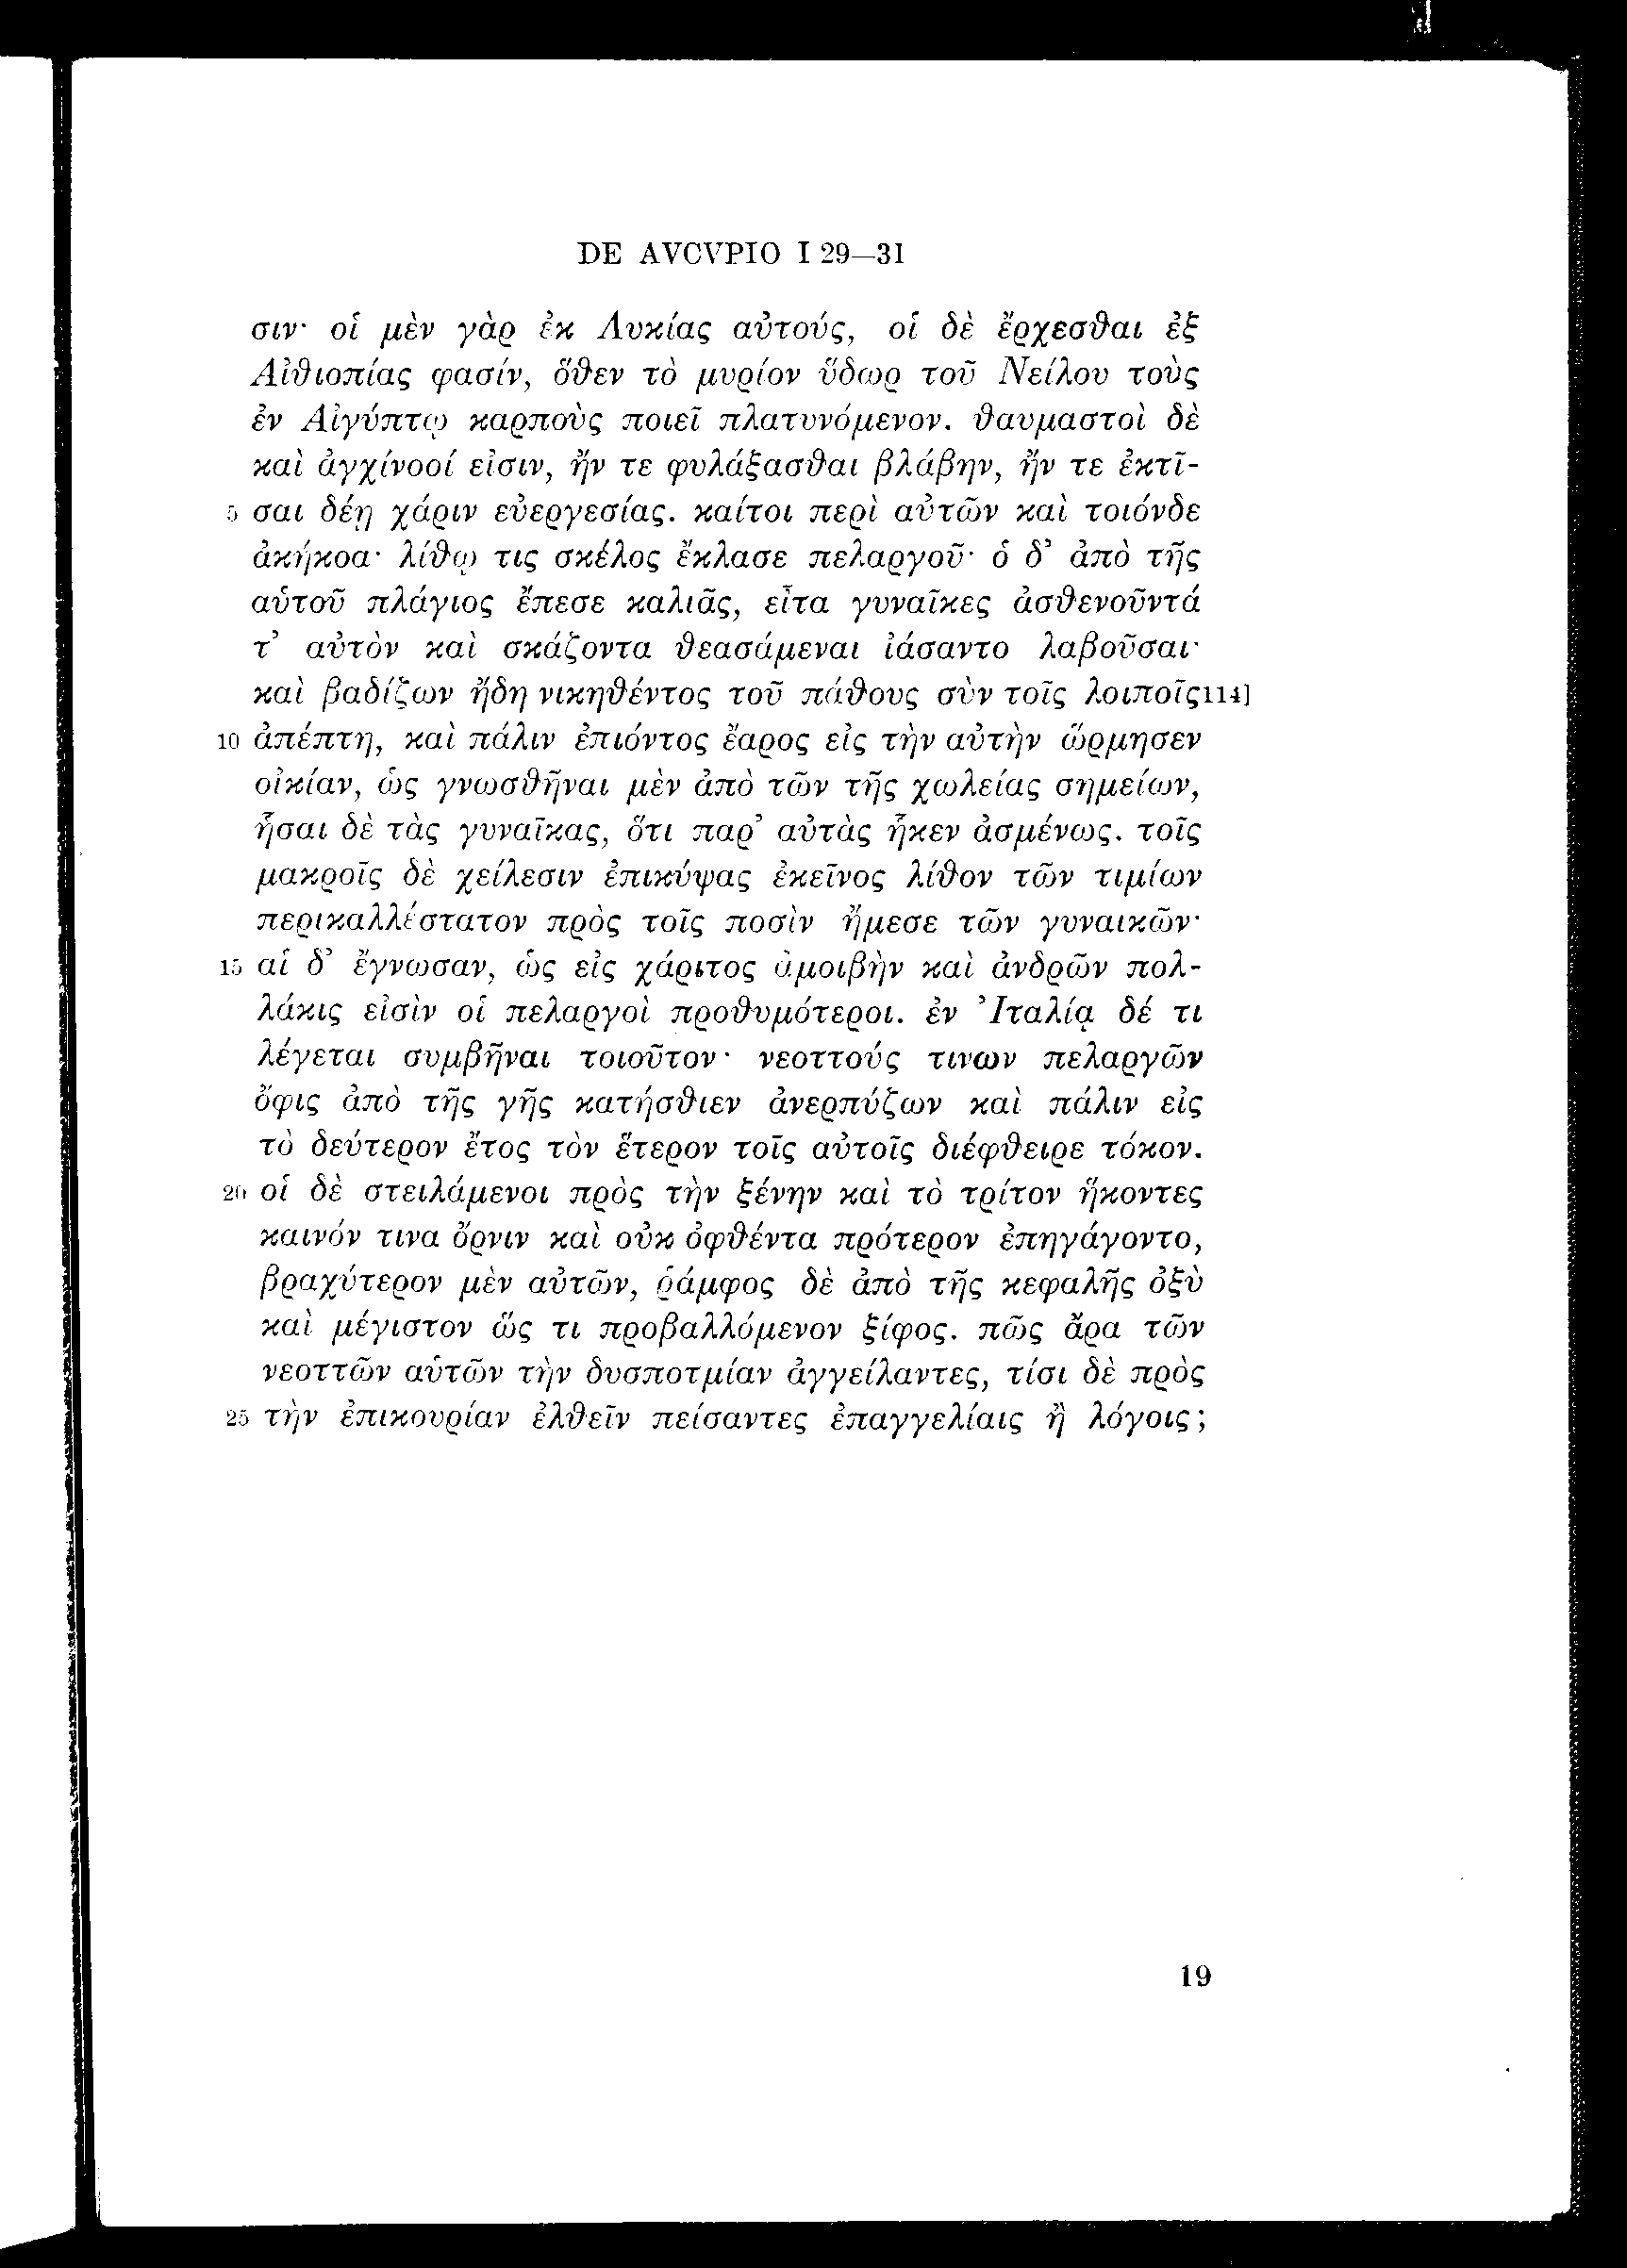 DE AVCVPIO I 29—31
σιν· οἱ μὲν γὰρ ἐκ Λυκίας αὐτούς, οἱ δὲ ἔρχεσθαι ἐξ
Αἰθιοπίας φασίν, ὅθεν τὸ μυρίον ὕδωρ τοῦ Νείλου τοὺς
ἐν Αἰγύπτῳ καρποὺς ποιεῖ πλατυνόμενον. θαυμαστοὶ δὲ
καὶ ἀγχίνοοί εἰσιν, ἤν τε φυλάξασθαι βλάβην, ἤν τε ἐκτῖ-
5 σαι δέῃ χάριν εὐεργεσίας. καίτοι περὶ αὐτῶν καὶ τοιόνδε
ἀκήκοα· λίθῳ τις σκέλος ἔκλασε πελαργοῦ· ὁ δ’ ἀπὸ τῆς
αὑτοῦ πλάγιος ἔπεσε καλιᾶς, εἶτα γυναῖκες ἀσθενοῦντά
τ’ αὐτὸν καὶ σκάζοντα θεασάμεναι ἰάσαντο λαβοῦσαι·
καὶ βαδίζων ἤδη νικηθέντος τοῦ πάθους σὺν τοῖς λοιποῖς 114]
10 ἀπέπτη, καὶ πάλιν ἐπιόντος ἔαρος εἰς τὴν αὐτὴν ὥρμησεν
οἰκίαν, ὡς γνωσθῆναι μὲν ἀπὸ τῶν τῆς χωλείας σημείων,
ἧσαι δὲ τὰς γυναῖκας, ὅτι παρ’ αὐτὰς ἧκεν ἀσμένως. τοῖς
μακροῖς δὲ χείλεσιν ἐπικύψας ἐκεῖνος λίθον τῶν τιμίων
περικαλλέστατον πρὸς τοῖς ποσὶν ἤμεσε τῶν γυναικῶν·
15 αἱ δ’ ἔγνωσαν, ὡς εἰς χάριτος ἀμοιβὴν καὶ ἀνδρῶν πολ-
λάκις εἰσὶν οἱ πελαργοὶ προθυμότεροι. ἐν Ἰταλίᾳ δέ τι
λέγεται συμβῆναι τοιοῦτον· νεοττούς τινων πελαργῶν
ὄφις ἀπὸ τῆς γῆς κατήσθιεν ἀνερπύζων καὶ πάλιν εἰς
τὸ δεύτερον ἔτος τὸν ἕτερον τοῖς αὐτοῖς διέφθειρε τόκον.
20 οἱ δὲ στειλάμενοι πρὸς τὴν ξένην καὶ τὸ τρίτον ἥκοντες
καινόν τινα ὄρνιν καὶ οὐκ ὀφθέντα πρότερον ἐπηγάγοντο,
βραχύτερον μὲν αὐτῶν, ῥάμφος δὲ ἀπὸ τῆς κεφαλῆς ὀξὺ
καὶ μέγιστον ὥς τι προβαλλόμενον ξίφος. πῶς ἄρα τῶν
νεοττῶν αὑτῶν τὴν δυσποτμίαν ἀγγείλαντες, τίσι δὲ πρὸς
25 τὴν ἐπικουρίαν ἐλθεῖν πείσαντες ἐπαγγελίαις ἢ λόγοις;
19